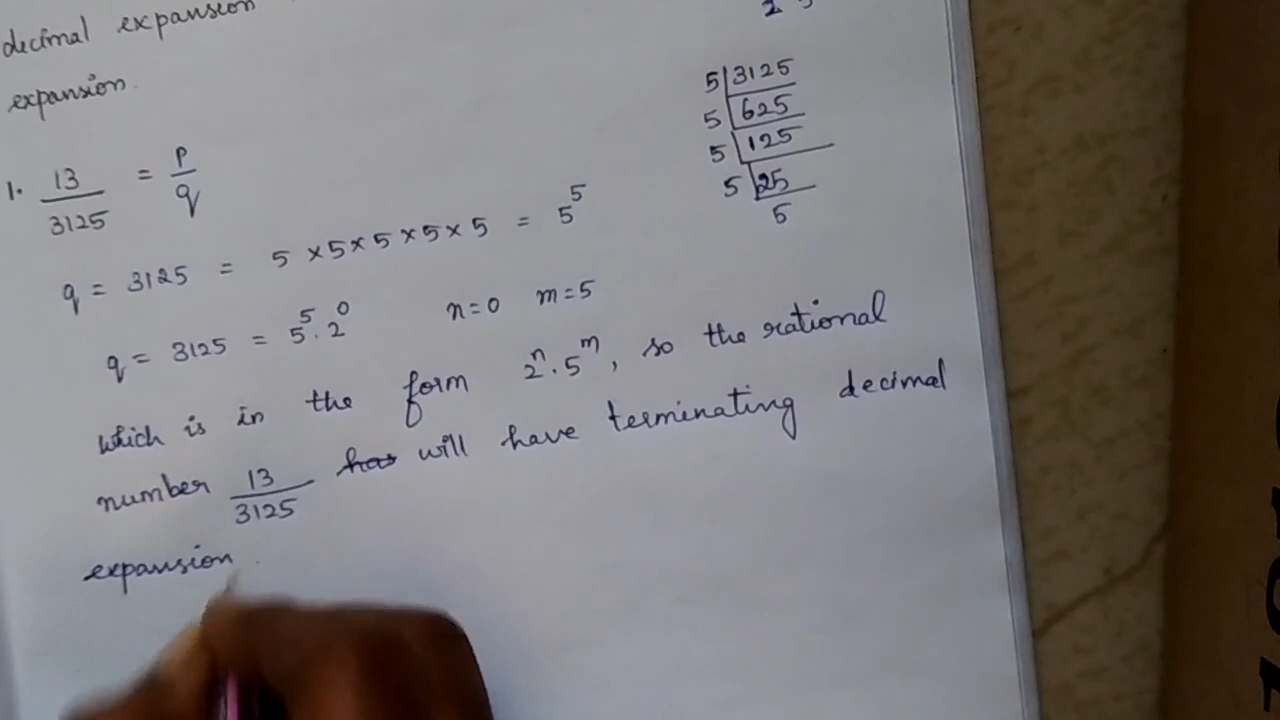 decimal expansion
expansion.
1. 13/3125 = p/q
q = 3125 = 5 × 5 × 5 × 5 × 5 = 5^5
q = 3125 = 5^5 . 2^0 n = 0 m = 5
which is in the form 2^n . 5^m, so the rational
number 13/3125 will have terminating decimal
expansion.
5 | 3125
5 | 625
5 | 125
5 | 25
5